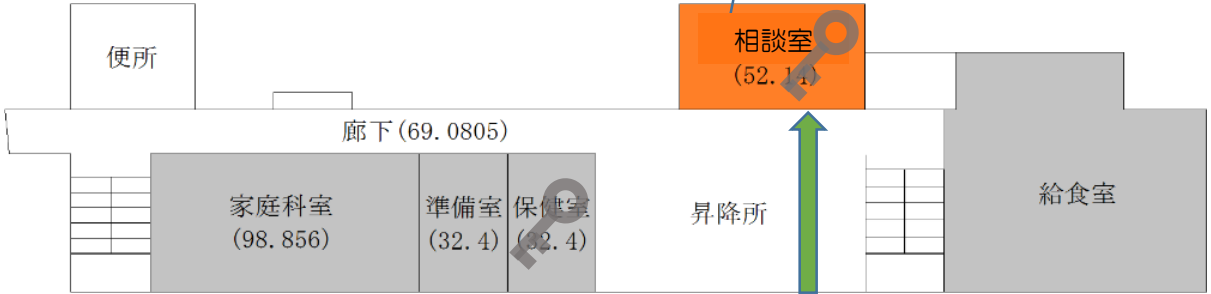 便所
相談室
(52.14)
廊下(69.0805)
家庭科室
(98.856)
準備室
(32.4)
保健室
(32.4)
昇降所
給食室